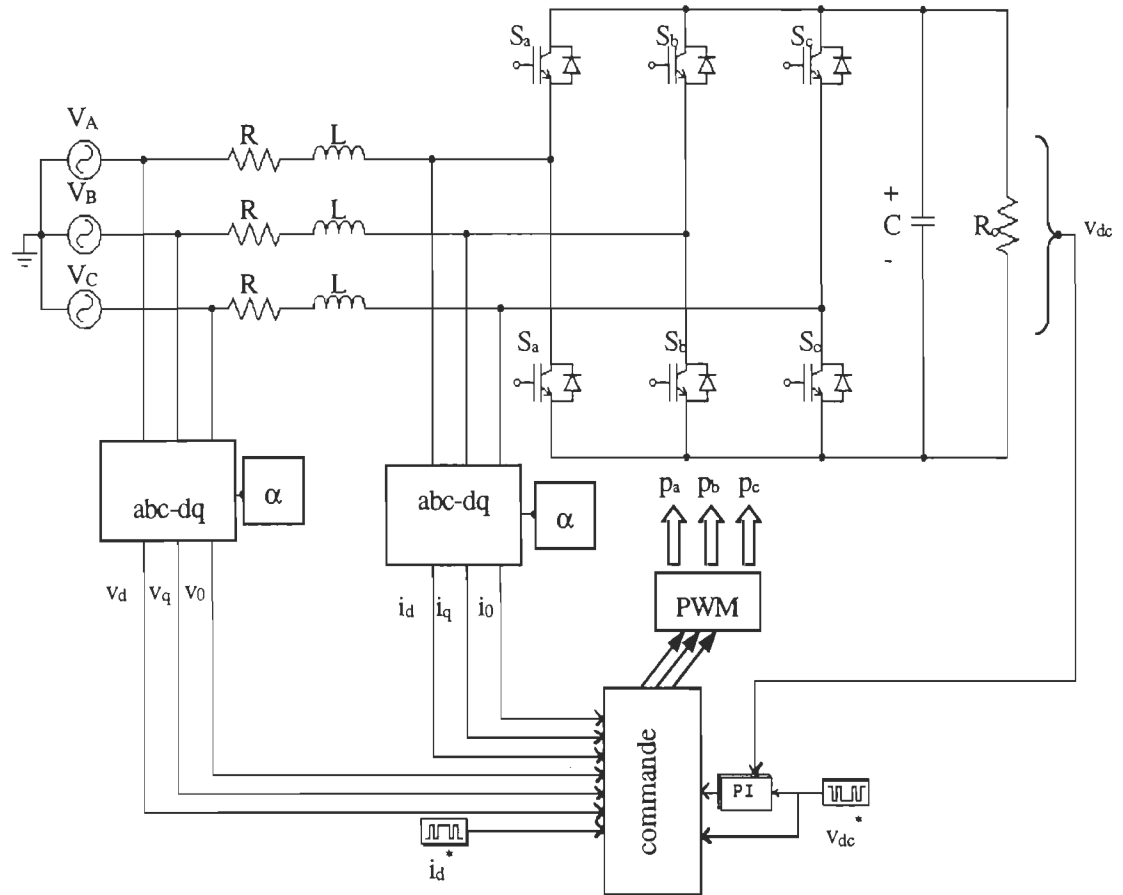 Sa Sb Sc
VA
R L
VB
R L
+
C
-
Ro
vdc
VC
R L
Sa Sb Sc
abc-dq
α
abc-dq
α
pa pb pc
vd vq v0
id iq i0
PWM
commande
PI
vdc*
id*